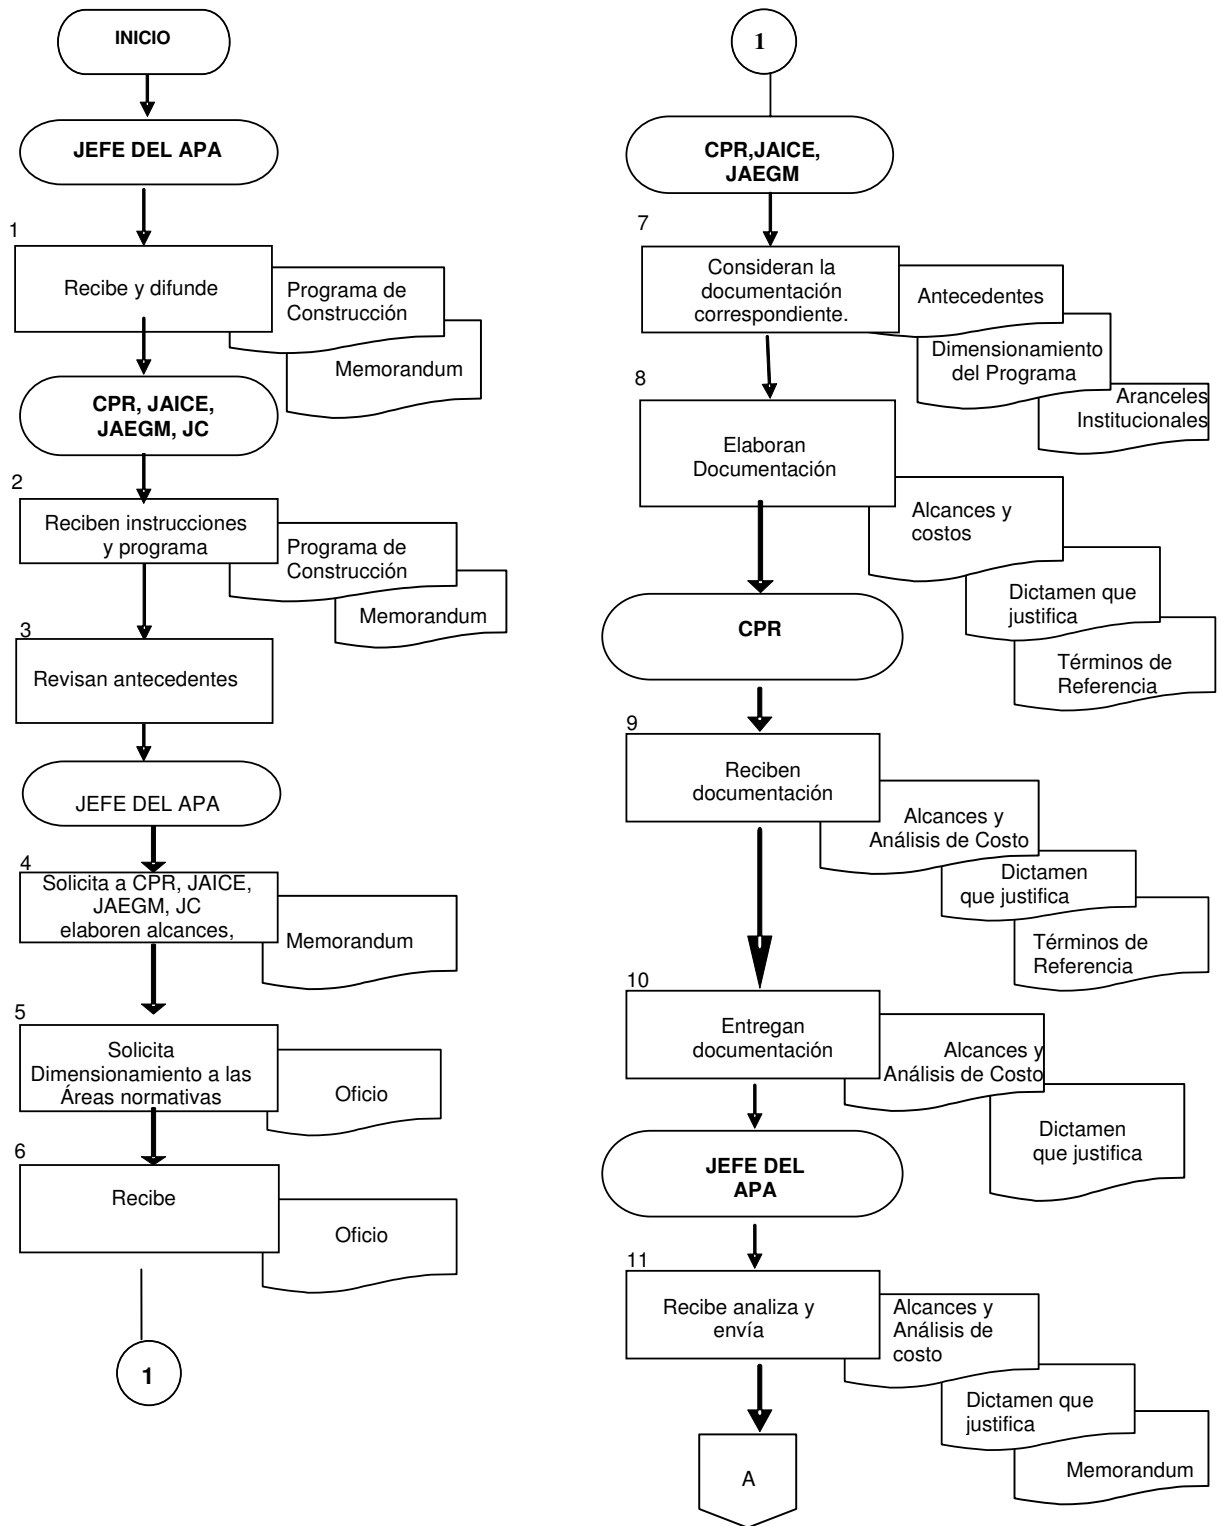 INICIO
JEFE DEL APA
1
Recibe y difunde
Programa de
Construcción
Memorandum
CPR, JAICE,
JAEGM, JC
2
Reciben instrucciones
y programa
Programa de
Construcción
Memorandum
3
Revisan antecedentes
JEFE DEL APA
4
Solicita a CPR, JAICE,
JAEGM, JC
elaboren alcances,
Memorandum
5
Solicita
Dimensionamiento a las
Áreas normativas
Oficio
6
Recibe
Oficio
1
1
CPR,JAICE,
JAEGM
7
Consideran la
documentación
correspondiente.
Antecedentes
Dimensionamiento
del Programa
Aranceles
Institucionales
8
Elaboran
Documentación
Alcances y
costos
Dictamen que
justifica
Términos de
Referencia
CPR
9
Reciben
documentación
Alcances y
Análisis de Costo
Dictamen
que justifica
Términos de
Referencia
10
Entregan
documentación
Alcances y
Análisis de Costo
Dictamen
que justifica
JEFE DEL
APA
11
Recibe analiza y
envía
Alcances y
Análisis de
costo
Dictamen que
justifica
Memorandum
A